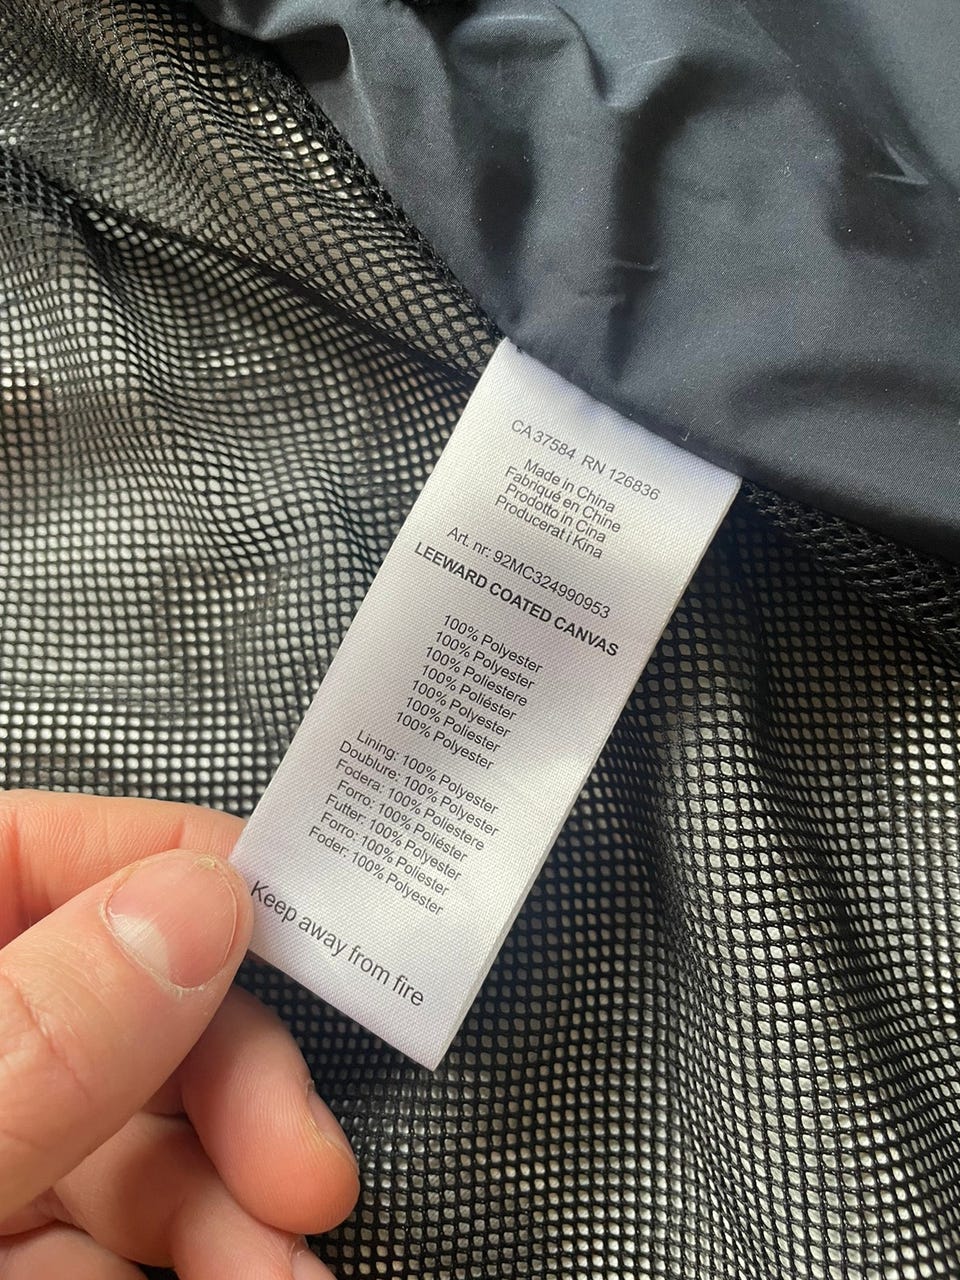 CA 37584 RN 126836
Made in China
Fabriqué en Chine
Prodotto in Cina
Producerat i Kina
Art. nr: 92MC324990953
LEEWARD COATED CANVAS
100% Polyester
100% Polyester
100% Poliestere
100% Poliéster
100% Polyester
100% Poliester
100% Polyester
Lining: 100% Polyester
Doublure: 100% Polyester
Fodera: 100% Poliestere
Forro: 100% Poliéster
Futter: 100% Polyester
Forro: 100% Poliester
Foder: 100% Polyester
Keep away from fire